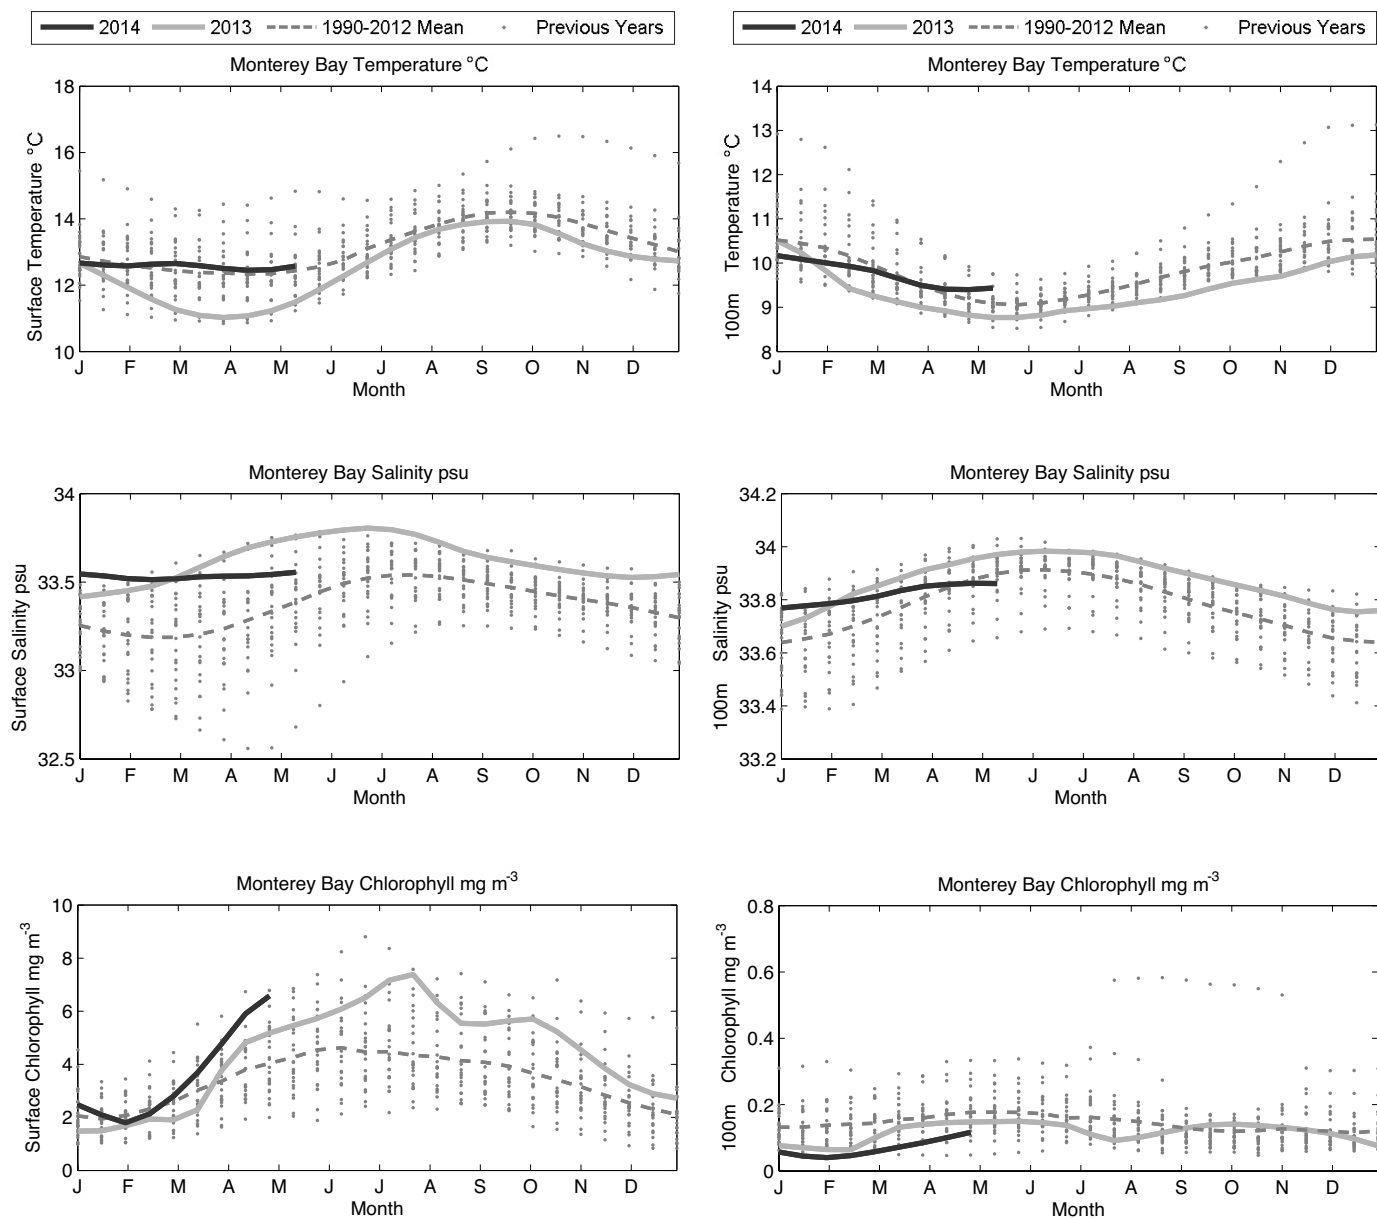 2014 2013 1990-2012 Mean Previous Years
Monterey Bay Temperature °C
Surface Temperature °C
18
16
14
12
10
J F M A M J J A S O N D
Month
2014 2013 1990-2012 Mean Previous Years
Monterey Bay Temperature °C
100m Temperature °C
14
13
12
11
10
9
8
J F M A M J J A S O N D
Month
Monterey Bay Salinity psu
Surface Salinity psu
34
33.5
33
32.5
J F M A M J J A S O N D
Month
Monterey Bay Salinity psu
100m Salinity psu
34.2
34
33.8
33.6
33.4
33.2
J F M A M J J A S O N D
Month
Monterey Bay Chlorophyll mg m-3
Surface Chlorophyll mg m-3
10
8
6
4
2
0
J F M A M J J A S O N D
Month
Monterey Bay Chlorophyll mg m-3
100m Chlorophyll mg m-3
0.8
0.6
0.4
0.2
0
J F M A M J J A S O N D
Month